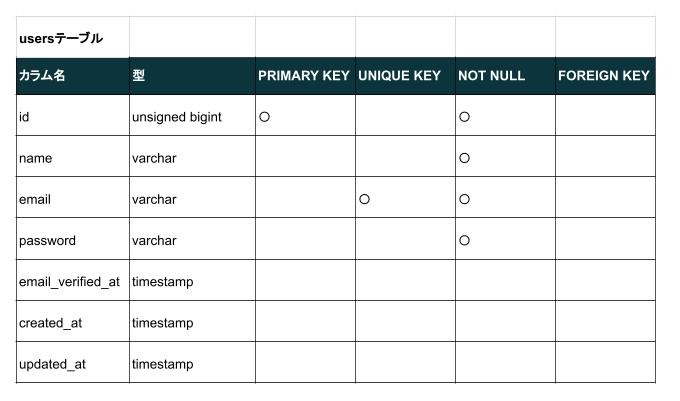 usersテーブル
カラム名 型 PRIMARY KEY UNIQUE KEY NOT NULL FOREIGN KEY
id unsigned bigint ○ ○
name varchar ○
email varchar ○ ○
password varchar ○
email_verified_at timestamp
created_at timestamp
updated_at timestamp